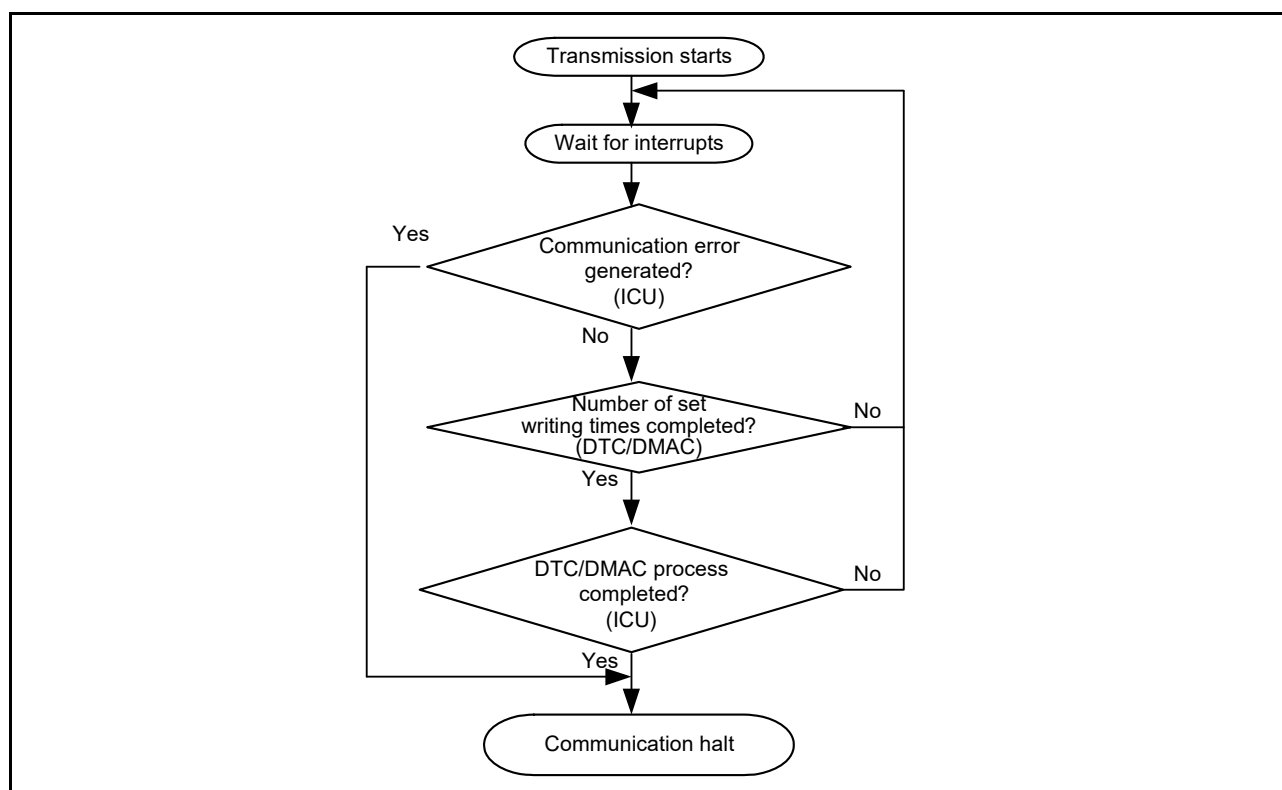 Transmission starts
Wait for interrupts
Yes
Communication error
generated?
(ICU)
No
Number of set
writing times completed?
(DTC/DMAC)
No
Yes
DTC/DMAC process
completed?
(ICU)
No
Yes
Communication halt